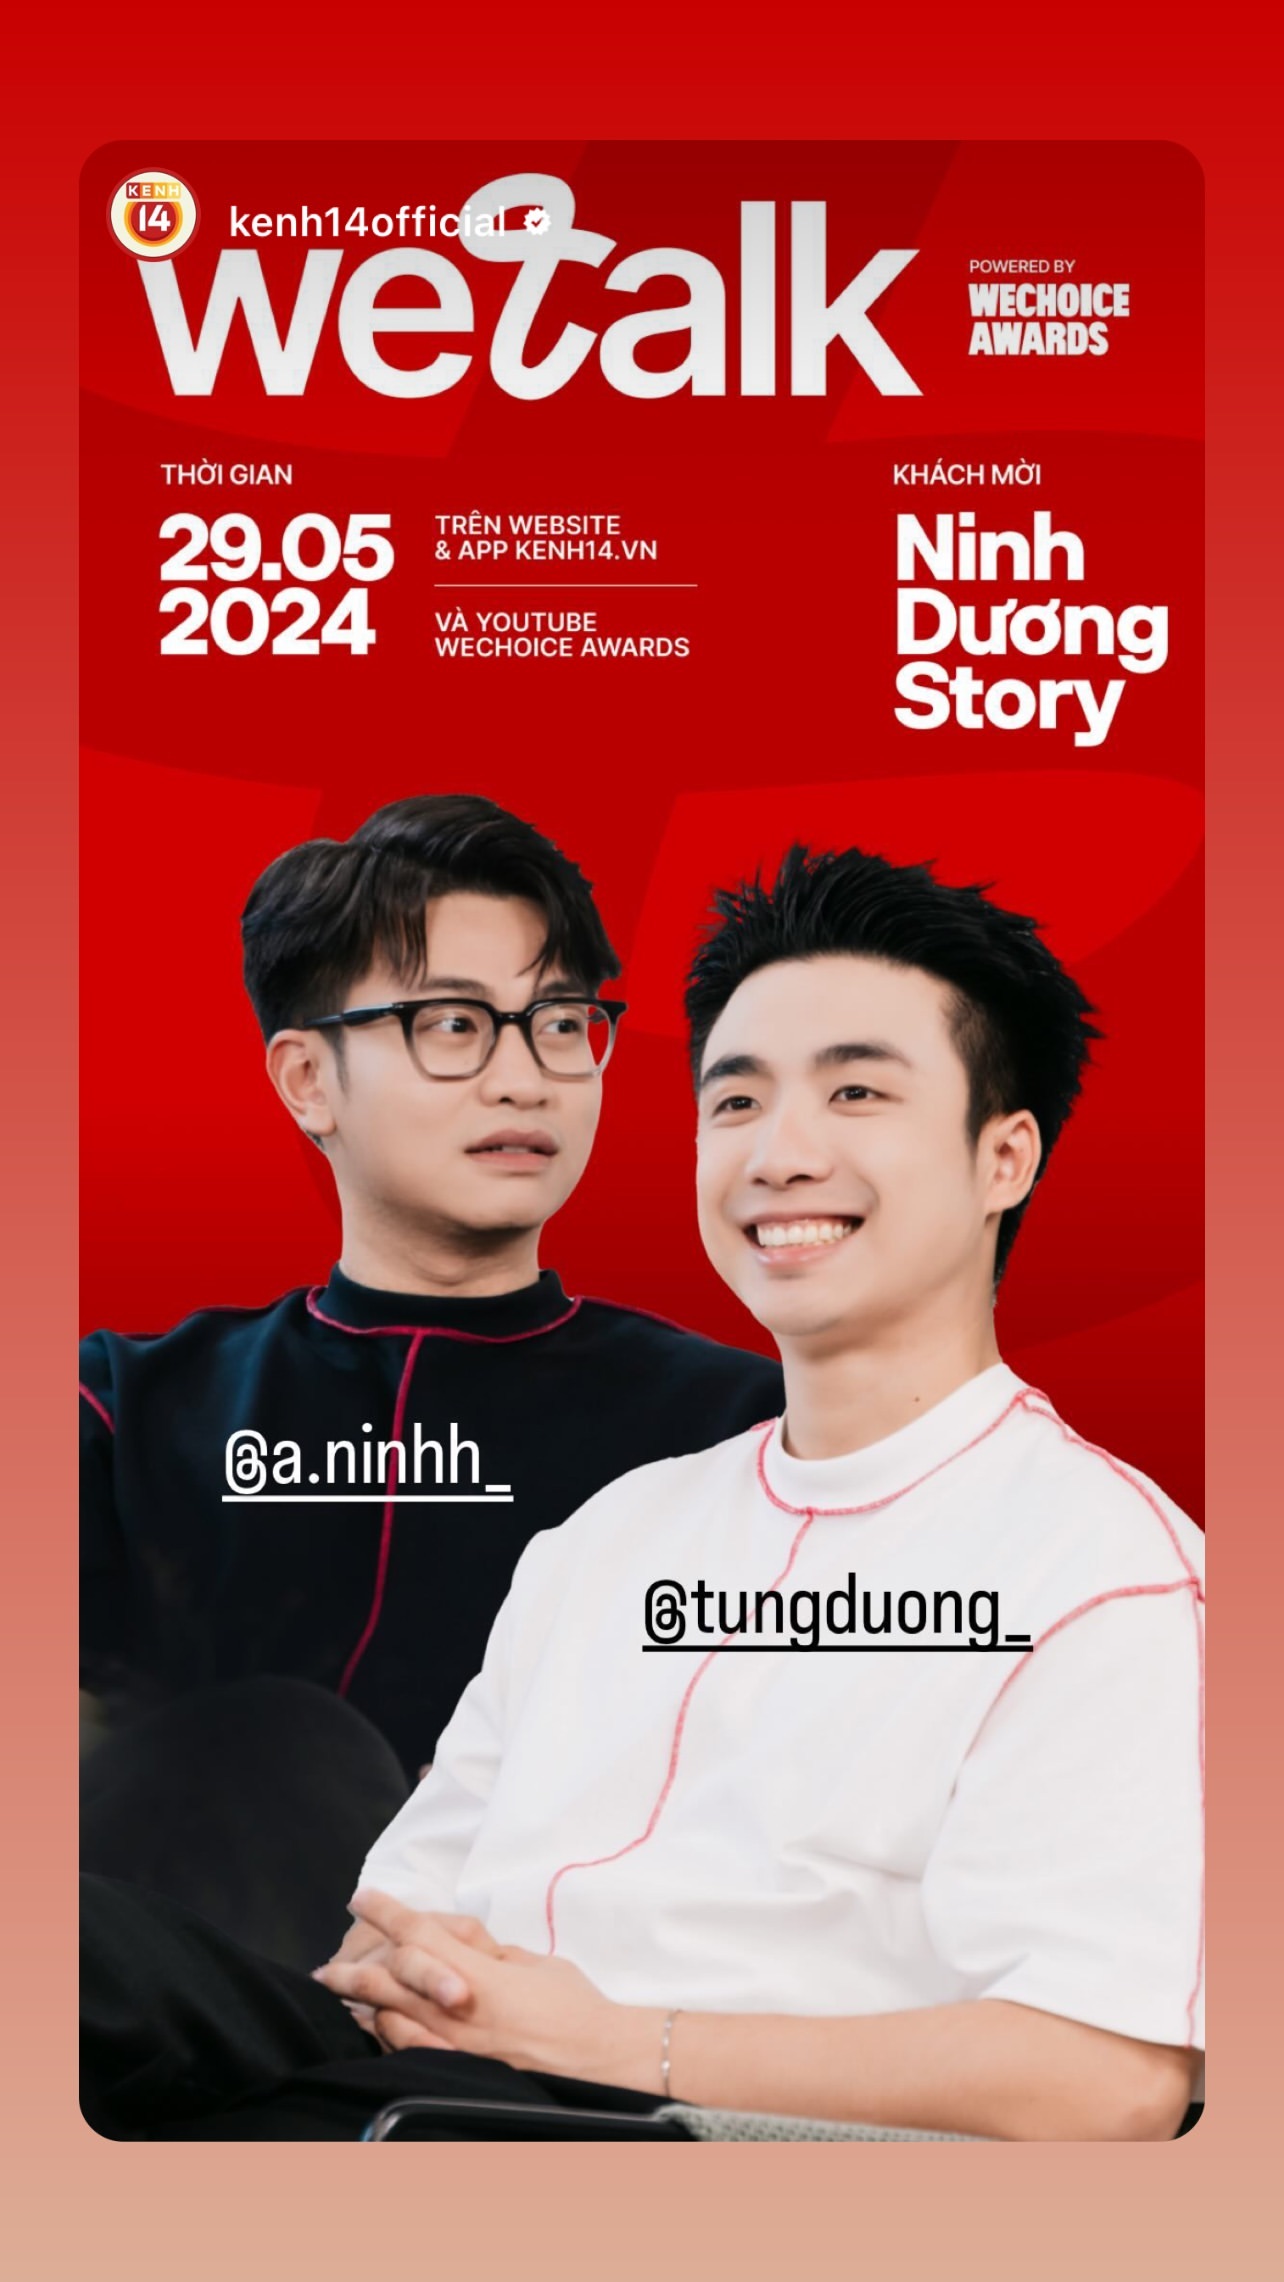 KENH
14
kenh14official
wetalk
POWERED BY
WECHOICE
AWARDS
THỜI GIAN
29.05
2024
TRÊN WEBSITE
& APP KENH14.VN
VÀ YOUTUBE
WECHOICE AWARDS
KHÁCH MỜI
Ninh
Dương
Story
@a.ninhh_
@tungduong_